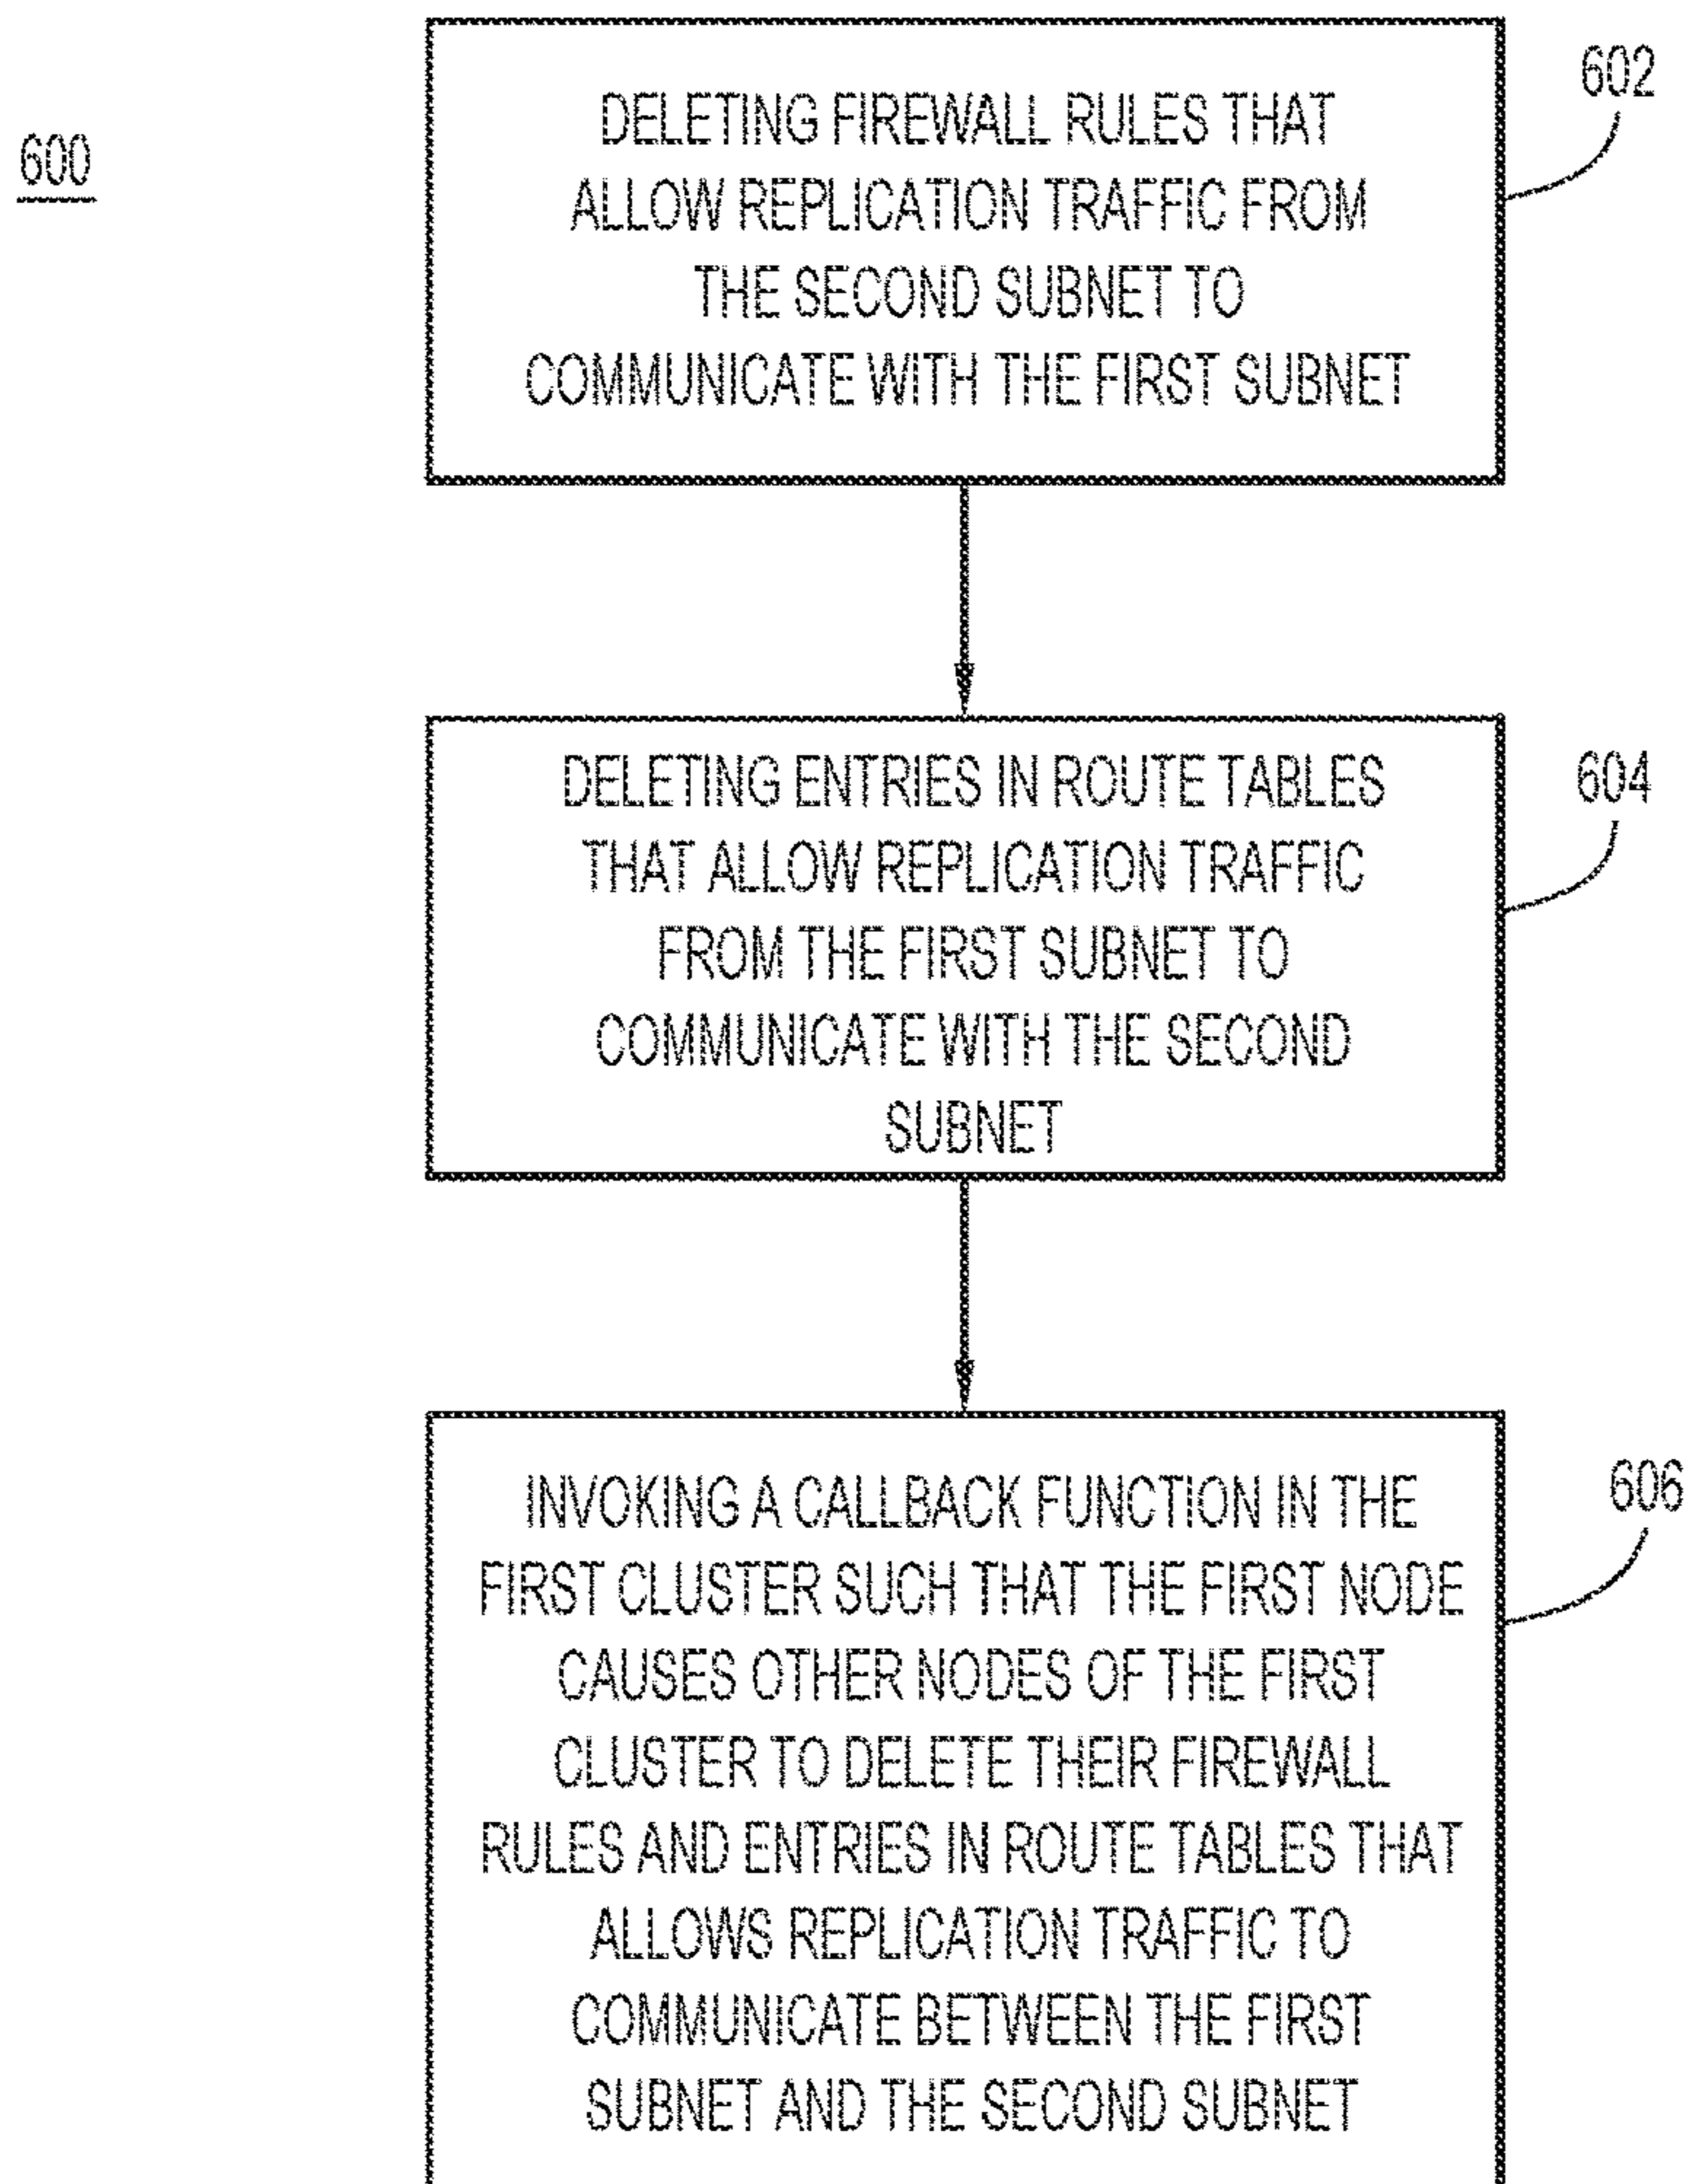 600
602
DELETING FIREWALL RULES THAT
ALLOW REPLICATION TRAFFIC FROM
THE SECOND SUBNET TO
COMMUNICATE WITH THE FIRST SUBNET
604
DELETING ENTRIES IN ROUTE TABLES
THAT ALLOW REPLICATION TRAFFIC
FROM THE FIRST SUBNET TO
COMMUNICATE WITH THE SECOND
SUBNET
606
INVOKING A CALLBACK FUNCTION IN THE
FIRST CLUSTER SUCH THAT THE FIRST NODE
CAUSES OTHER NODES OF THE FIRST
CLUSTER TO DELETE THEIR FIREWALL
RULES AND ENTRIES IN ROUTE TABLES THAT
ALLOWS REPLICATION TRAFFIC TO
COMMUNICATE BETWEEN THE FIRST
SUBNET AND THE SECOND SUBNET